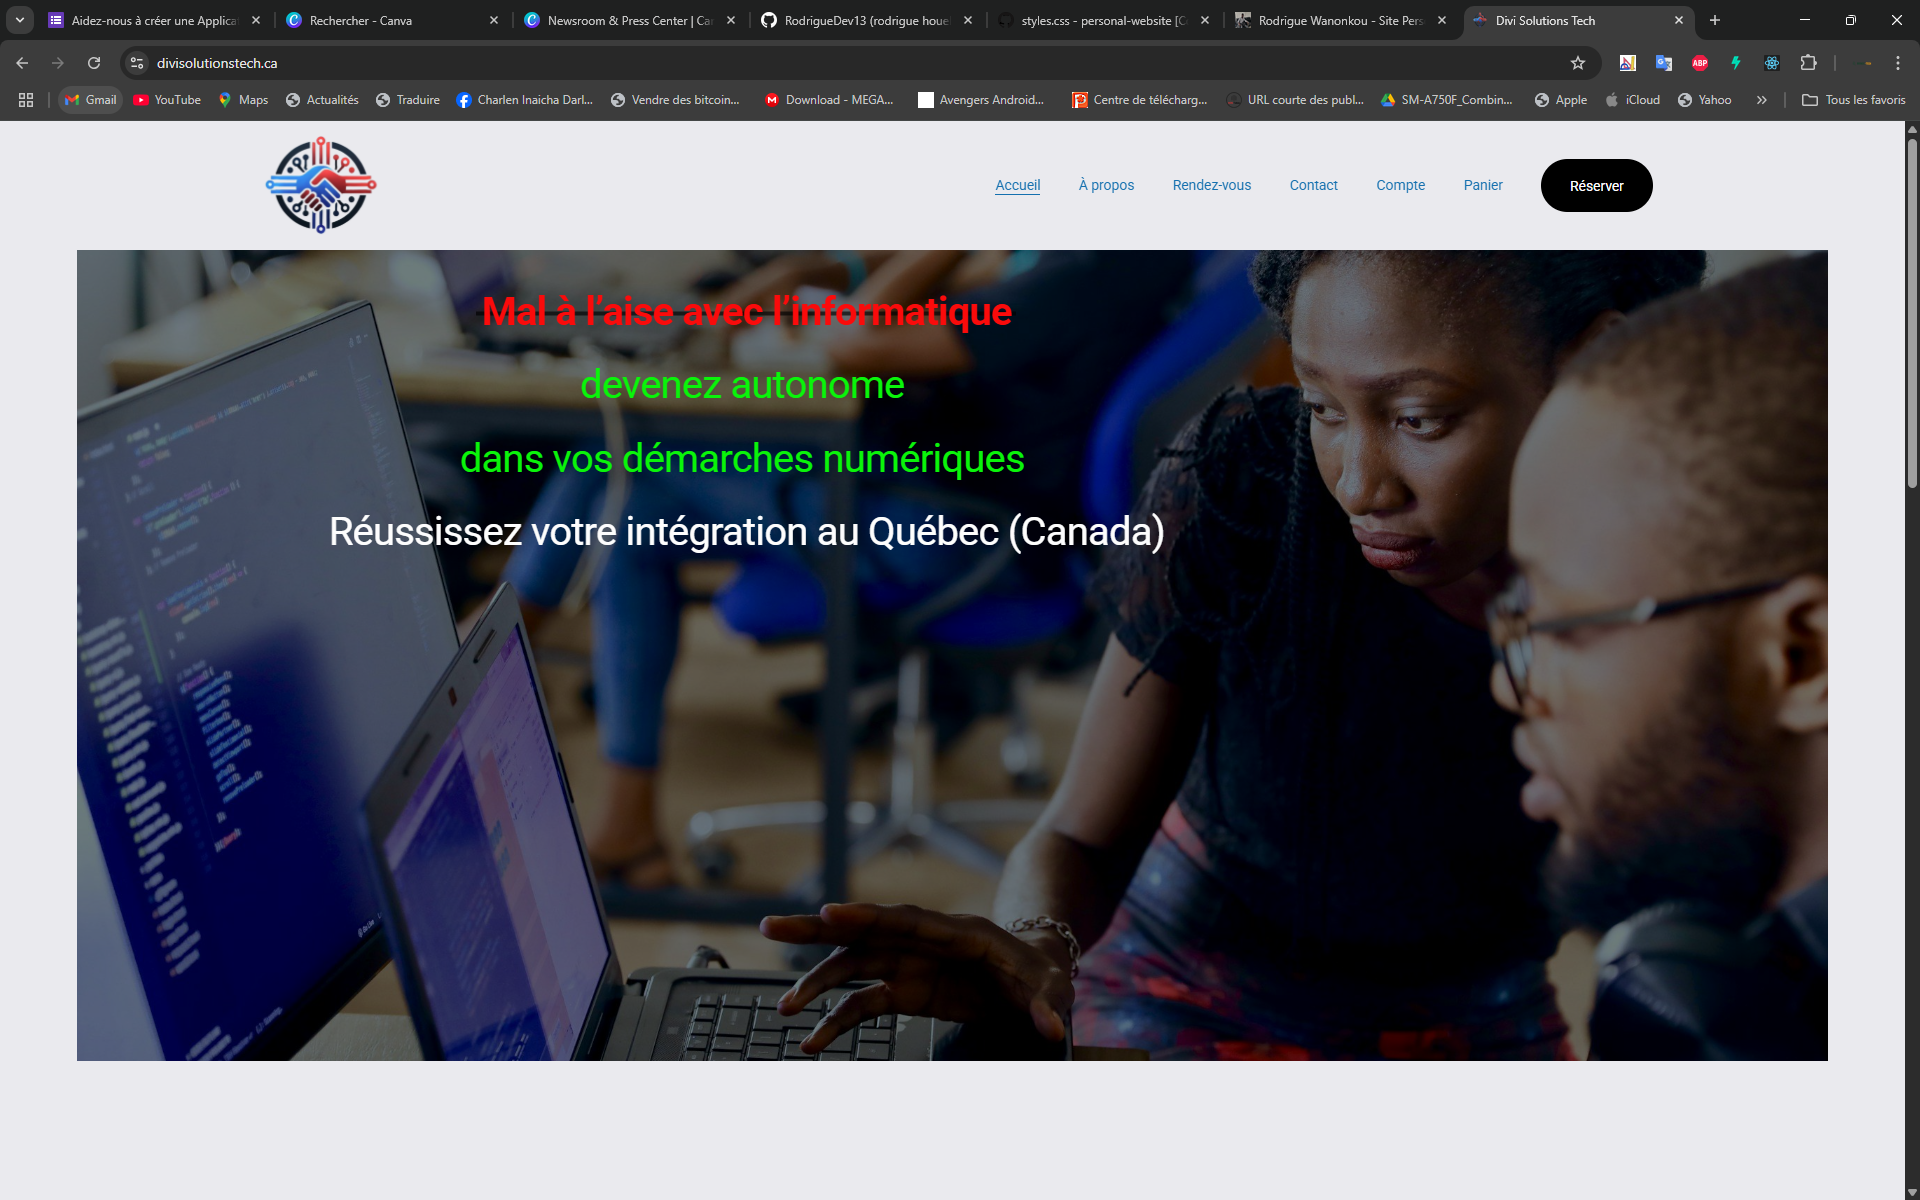 Aidez-nous à créer une Applica
Rechercher - Canva
Newsroom & Press Center | Ca
RodrigueDev13 (rodrigue houe
styles.css - personal-website [C
Rodrigue Wanonkou - Site Pers
Divi Solutions Tech
divisolutionstech.ca
ABP
Gmail
YouTube
Maps
Actualités
Traduire
Charlen Inaicha Darl...
Vendre des bitcoin...
Download - MEGA...
Avengers Android...
Centre de télécharg...
URL courte des publ...
SM-A750F_Combin...
Apple
iCloud
Yahoo
Tous les favoris
Accueil
À propos
Rendez-vous
Contact
Compte
Panier
Réserver
Mal à l’aise avec l’informatique
devenez autonome
dans vos démarches numériques
Réussissez votre intégration au Québec (Canada)